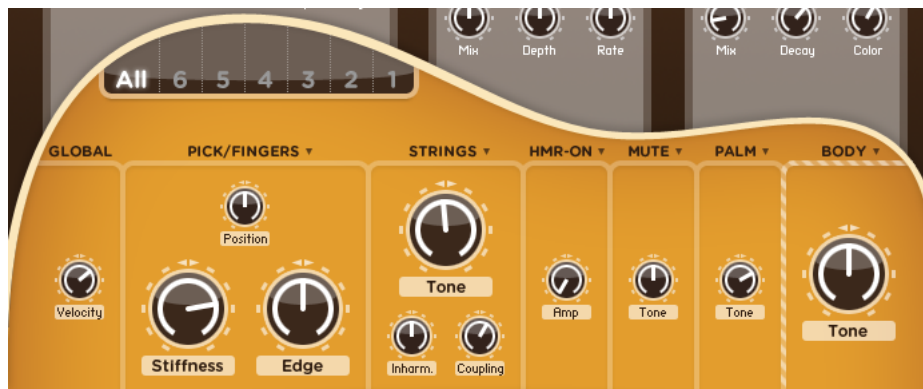 Mix Depth Rate Mix Decay Color
All 6 5 4 3 2 1
GLOBAL PICK/FINGERS STRINGS HMR-ON MUTE PALM BODY
Position
Velocity Stiffness Edge
Tone
Inharm. Coupling
Amp
Tone
Tone
Tone